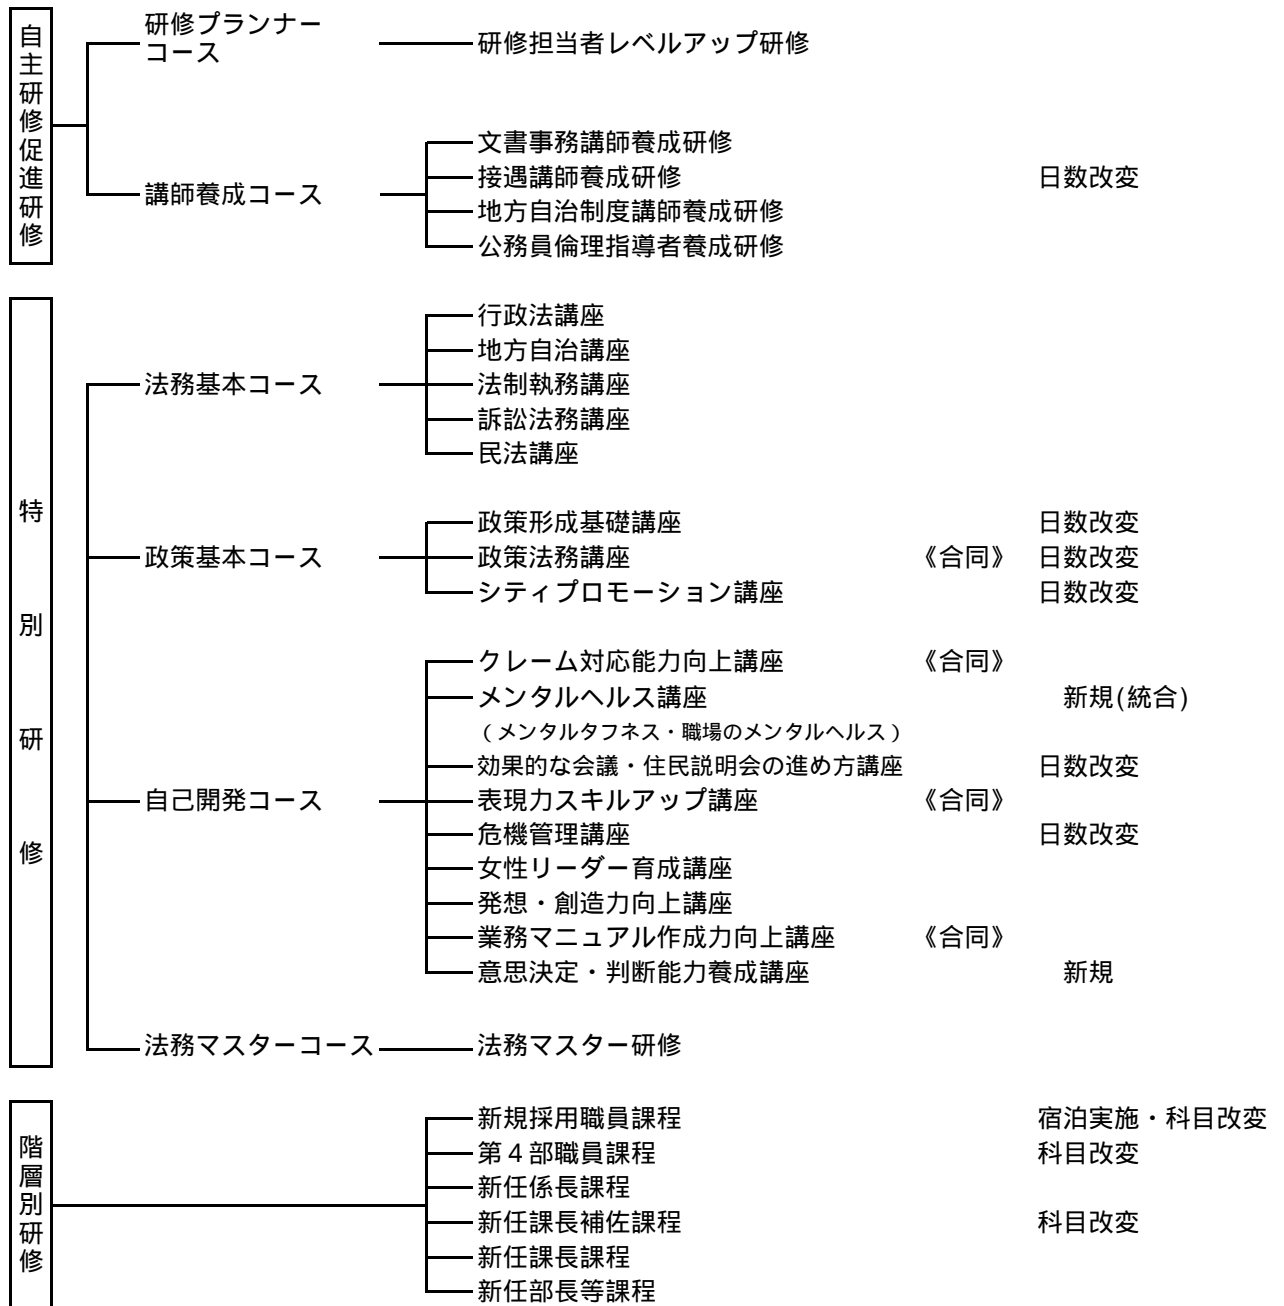 自主研修促進研修
研修プランナー
コース
研修担当者レベルアップ研修
講師養成コース
文書事務講師養成研修
接遇講師養成研修 日数改変
地方自治制度講師養成研修
公務員倫理指導者養成研修
特別研修
法務基本コース
行政法講座
地方自治講座
法制執務講座
訴訟法務講座
民法講座
政策基本コース
政策形成基礎講座 日数改変
政策法務講座 《合同》 日数改変
シティプロモーション講座 日数改変
自己開発コース
クレーム対応能力向上講座 《合同》
メンタルヘルス講座 新規(統合)
（メンタルタフネス・職場のメンタルヘルス）
効果的な会議・住民説明会の進め方講座 日数改変
表現力スキルアップ講座 《合同》
危機管理講座 日数改変
女性リーダー育成講座
発想・創造力向上講座
業務マニュアル作成力向上講座 《合同》
意思決定・判断能力養成講座 新規
法務マスターコース
法務マスター研修
階層別研修
新規採用職員課程 宿泊実施・科目改変
第４部職員課程 科目改変
新任係長課程
新任課長補佐課程 科目改変
新任課長課程
新任部長等課程